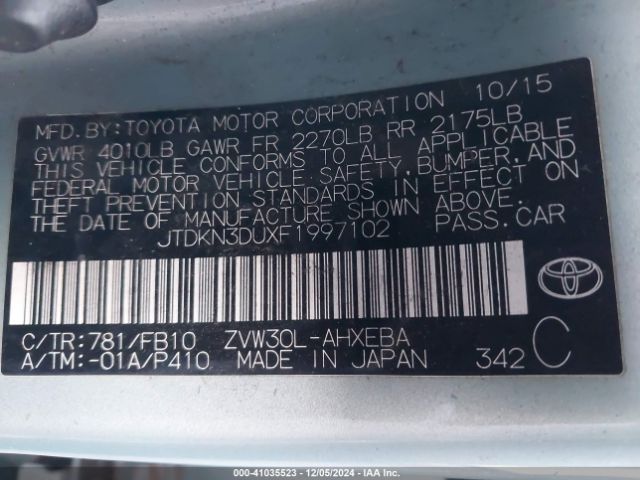 MFD. BY: TOYOTA MOTOR CORPORATION 10/15
GVWR 4010LB GAWR FR 2270LB RR 2175LB
THIS VEHICLE CONFORMS TO ALL APPLICABLE
FEDERAL MOTOR VEHICLE SAFETY, BUMPER, AND
THEFT PREVENTION STANDARDS IN EFFECT ON
THE DATE OF MANUFACTURE SHOWN ABOVE.
JTDKN3DUXF1997102 PASS. CAR
C/TR: 781/FB10 ZVW30L-AHXEBA
A/TM: -01A/P410 MADE IN JAPAN 342 C
000-41035523 // 12/05/2024 -- IAA Inc.